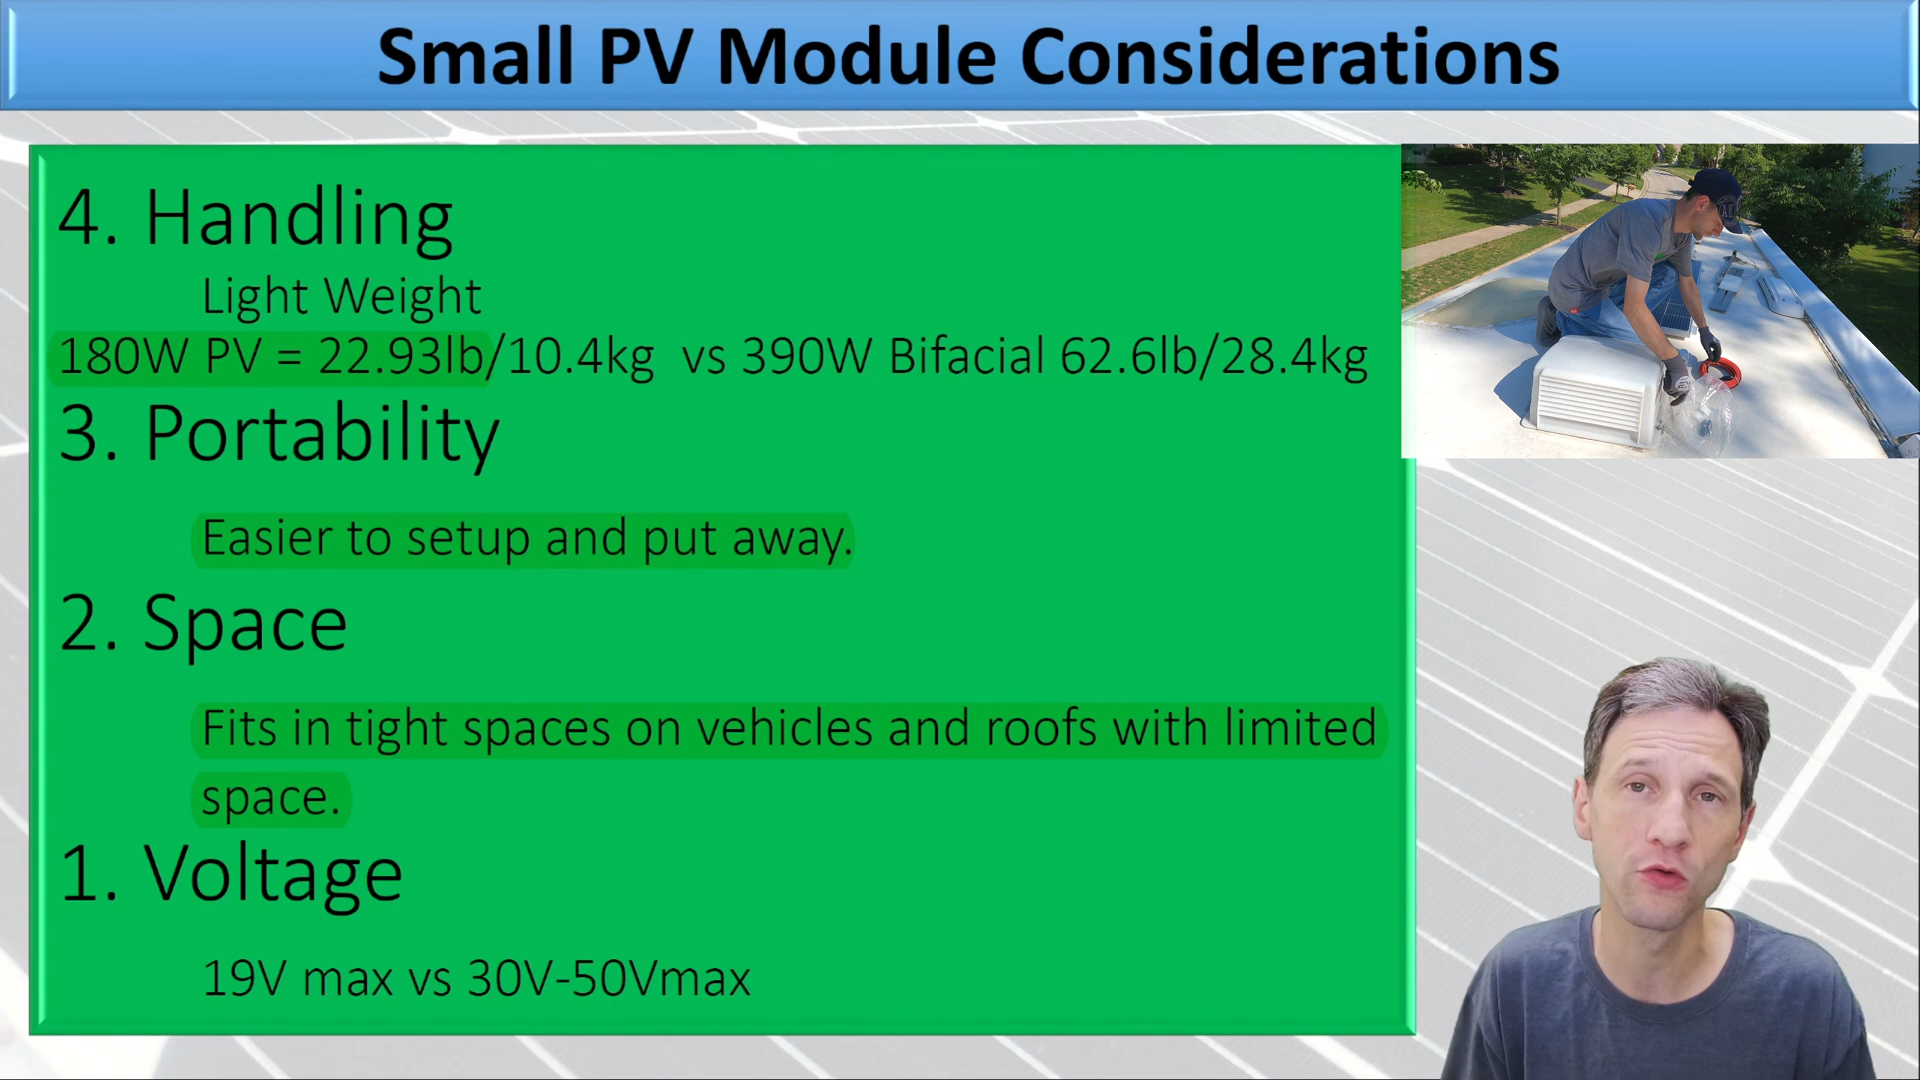 Small PV Module Considerations
4. Handling
Light Weight
180W PV = 22.93lb/10.4kg  vs 390W Bifacial 62.6lb/28.4kg
3. Portability
Easier to setup and put away.
2. Space
Fits in tight spaces on vehicles and roofs with limited
space.
1. Voltage
19V max vs 30V-50Vmax